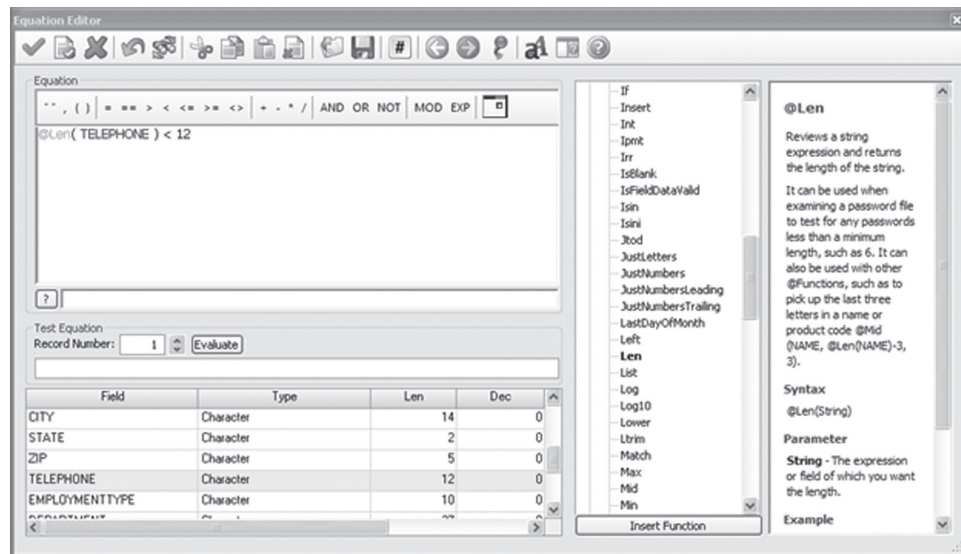 Equation Editor
#
aA
?
Equation
"" , ( ) = == > < <= >= <> + - * / AND OR NOT MOD EXP
@Len( TELEPHONE ) < 12
?
Test Equation
Record Number: 1 Evaluate
Field Type Len Dec
CITY Character 14 0
STATE Character 2 0
ZIP Character 5 0
TELEPHONE Character 12 0
EMPLOYMENTTYPE Character 10 0
If
Insert
Int
Ipmt
Irr
IsBlank
IsFieldDataValid
Isin
Isini
Jtod
JustLetters
JustNumbers
JustNumbersLeading
JustNumbersTrailing
LastDayOfMonth
Left
Len
List
Log
Log10
Lower
Ltrim
Match
Max
Mid
Min
Insert Function
@Len
Reviews a string
expression and returns
the length of the string.
It can be used when
examining a password file
to test for any passwords
less than a minimum
length, such as 6. It can
also be used with other
@Functions, such as to
pick up the last three
letters in a name or
product code @Mid
(NAME, @Len(NAME)-3,
3).
Syntax
@Len(String)
Parameter
String - The expression
or field of which you want
the length.
Example